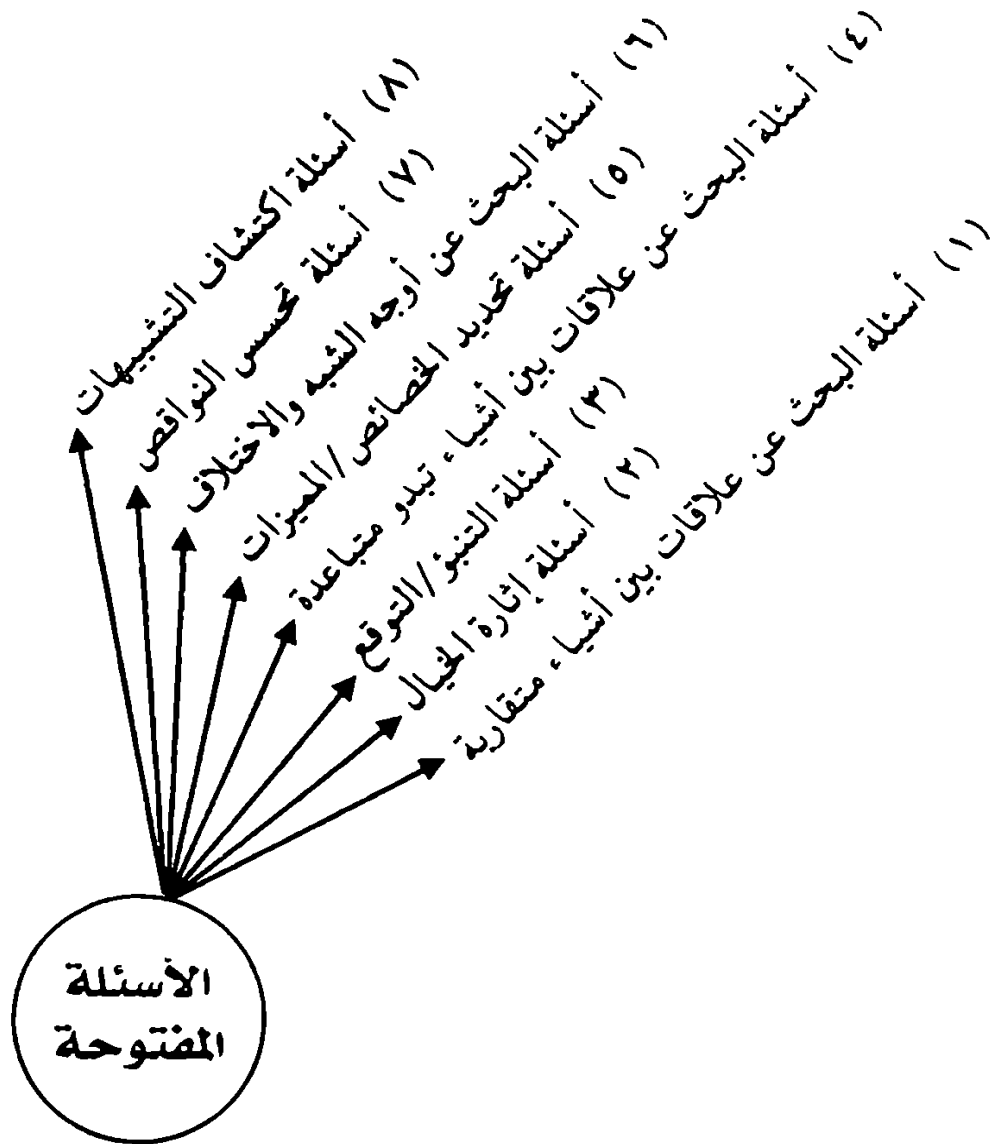 (١) أسئلة البحث عن علاقات بين أشياء متقاربة
(٢) أسئلة إثارة الخيال
(٣) أسئلة التنبؤ/التوقع
(٤) أسئلة البحث عن علاقات بين أشياء تبدو متباعدة
(٥) أسئلة تحديد الخصائص/المميزات
(٦) أسئلة البحث عن أوجه الشبه والاختلاف
(٧) أسئلة تحسس النواقص
(٨) أسئلة اكتشاف التشبيهات
الأسئلة
المفتوحة